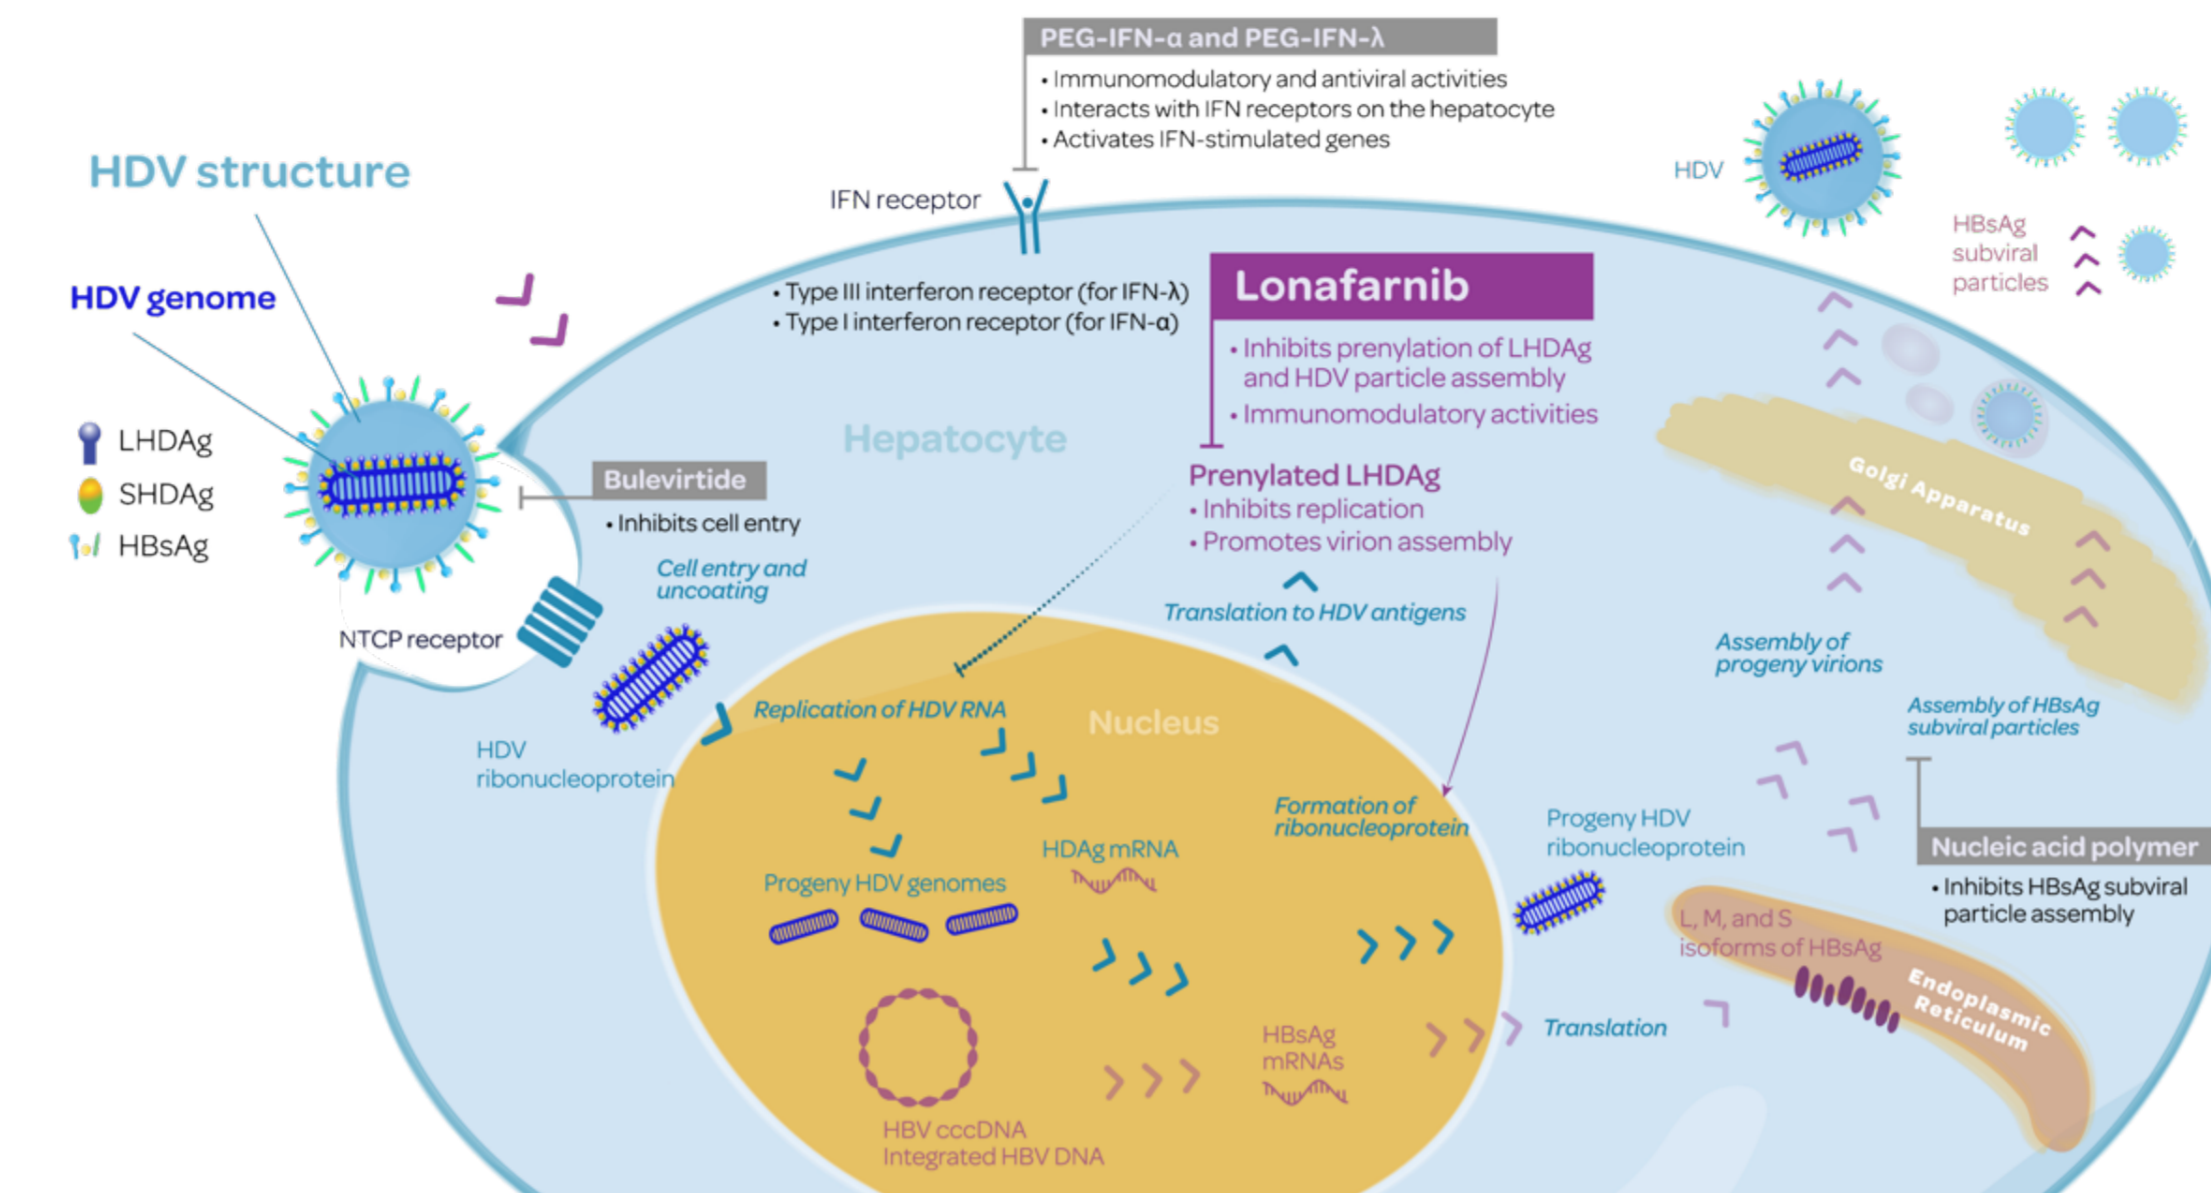 PEG-IFN-α and PEG-IFN-λ
• Immunomodulatory and antiviral activities
• Interacts with IFN receptors on the hepatocyte
• Activates IFN-stimulated genes
HDV structure
HDV genome
LHDAg
SHDAg
HBsAg
IFN receptor
• Type III interferon receptor (for IFN-λ)
• Type I interferon receptor (for IFN-α)
HDV
HBsAg
subviral
particles
Lonafarnib
• Inhibits prenylation of LHDAg
and HDV particle assembly
• Immunomodulatory activities
Hepatocyte
Bulevirtide
• Inhibits cell entry
Cell entry and
uncoating
NTCP receptor
HDV
ribonucleoprotein
Prenylated LHDAg
• Inhibits replication
• Promotes virion assembly
Translation to HDV antigens
Golgi Apparatus
Assembly of
progeny virions
Assembly of HBsAg
subviral particles
Replication of HDV RNA
Nucleus
HDAg mRNA
Progeny HDV genomes
Formation of
ribonucleoprotein
Progeny HDV
ribonucleoprotein
Nucleic acid polymer
• Inhibits HBsAg subviral
particle assembly
L, M, and S
isoforms of HBsAg
Endoplasmic
Reticulum
HBsAg
mRNAs
Translation
HBV cccDNA
Integrated HBV DNA